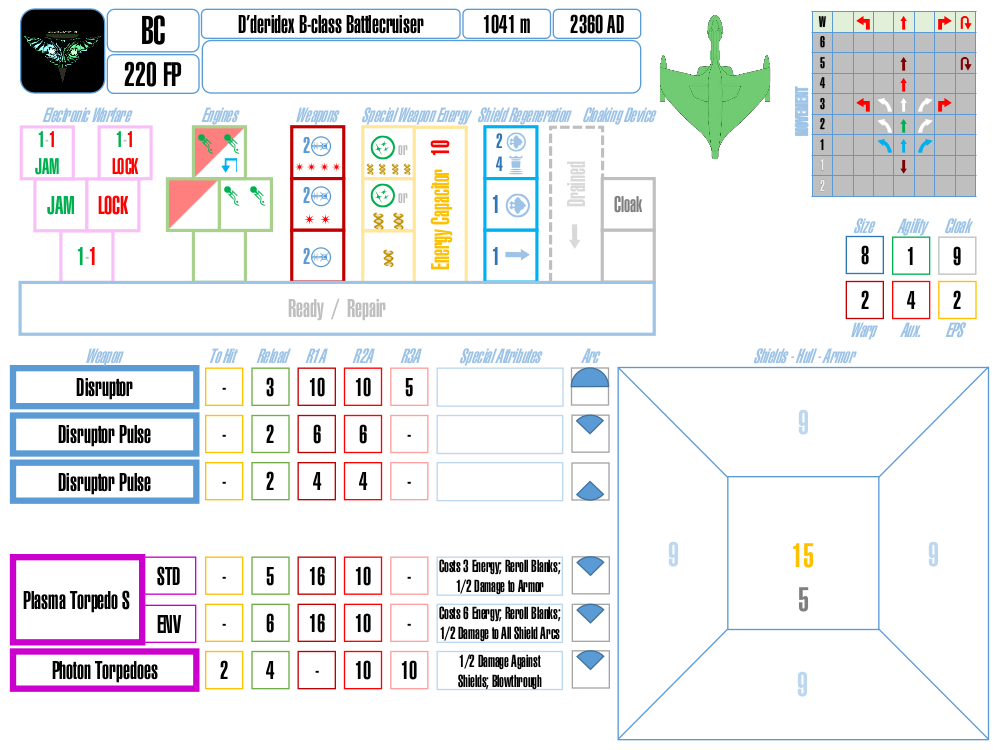 BC
D'deridex B-class Battlecruiser
1041 m
2360 AD
220 FP
Electronic Warfare
Engines
Weapons
Special Weapon Energy
Shield Regeneration
Cloaking Device
1-1
JAM
1-1
LOCK
JAM
LOCK
1-1
2
2
2
or
or
10
Energy Capacitor
2
4
1
1
Drained
Cloak
Ready / Repair
MOVEMENT
W
6
5
4
3
2
1
1
2
Size
Agility
Cloak
8
1
9
2
4
2
Warp
Aux.
EPS
Weapon
To Hit
Reload
R1A
R2A
R3A
Special Attributes
Arc
Disruptor
-
3
10
10
5
Disruptor Pulse
-
2
6
6
-
Disruptor Pulse
-
2
4
4
-
Plasma Torpedo S
STD
-
5
16
10
-
Costs 3 Energy; Reroll Blanks;
1/2 Damage to Armor
ENV
-
6
16
10
-
Costs 6 Energy; Reroll Blanks;
1/2 Damage to All Shield Arcs
Photon Torpedoes
2
4
-
10
10
1/2 Damage Against
Shields; Blowthrough
Shields - Hull - Armor
9
9
15
9
5
9